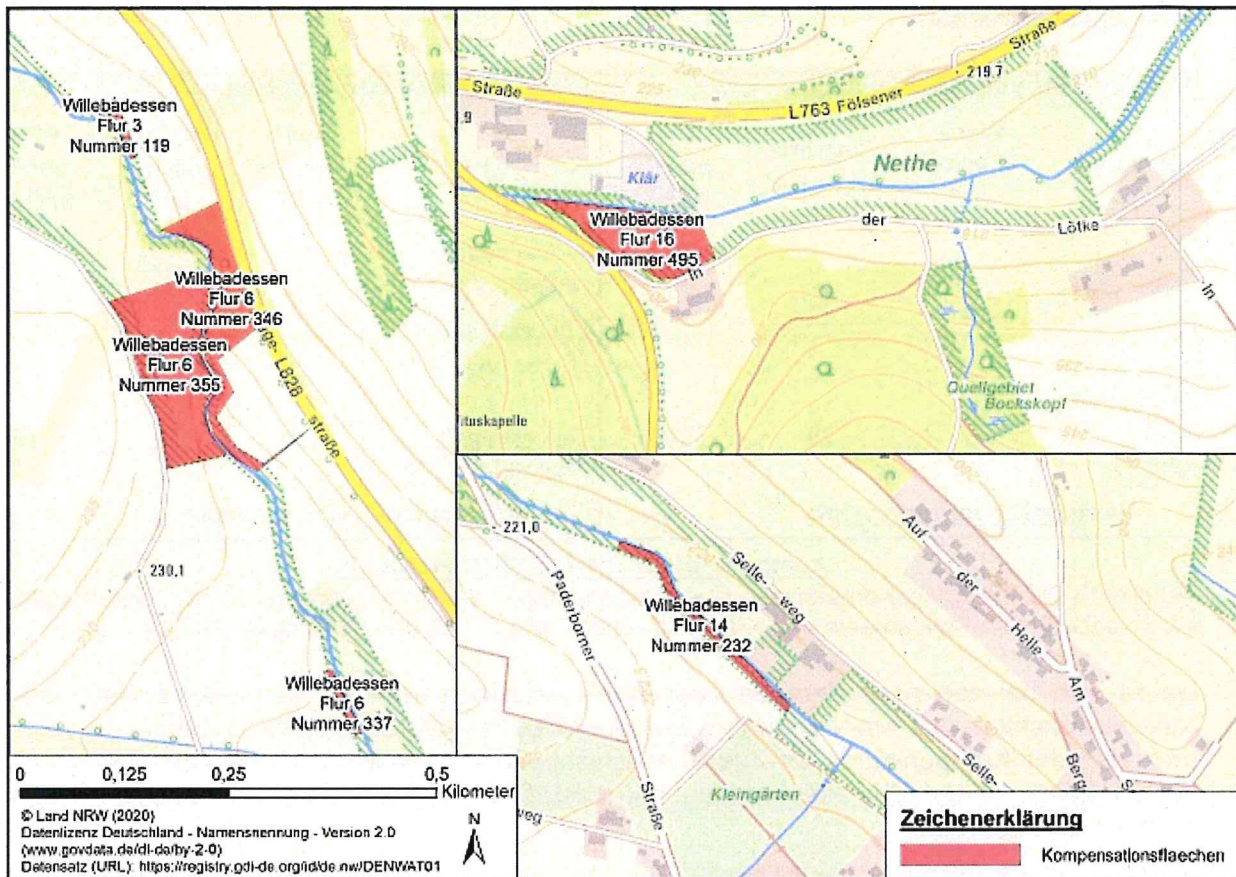 Willebadessen
Flur 3
Nummer 119
Willebadessen
Flur 6
Nummer 346
Willebadessen
Flur 6
Nummer 355
L828
straße
230,1
Willebadessen
Flur 6
Nummer 337
Straße
L763 Fölsener
Straße
219,7
,9
Klär
Nethe
Willebadessen
Flur 16
Nummer 495
In
der
Lötke
In
Quellgebiet
Bockskopf
ituskapelle
221,0
Paderborner
Straße
Selle-
weg
Willebadessen
Flur 14
Nummer 232
Auf
der
Helle
Am
Berg
Selle-
Kleingärten
weg
0 0,125 0,25 0,5
Kilometer
© Land NRW (2020)
Datenlizenz Deutschland - Namensnennung - Version 2.0
(www.govdata.de/dl-de/by-2-0)
Datensatz (URL): https://registry.gdi-de.org/id/de.nw/DENWAT01
N
Zeichenerklärung
Kompensationsflaechen